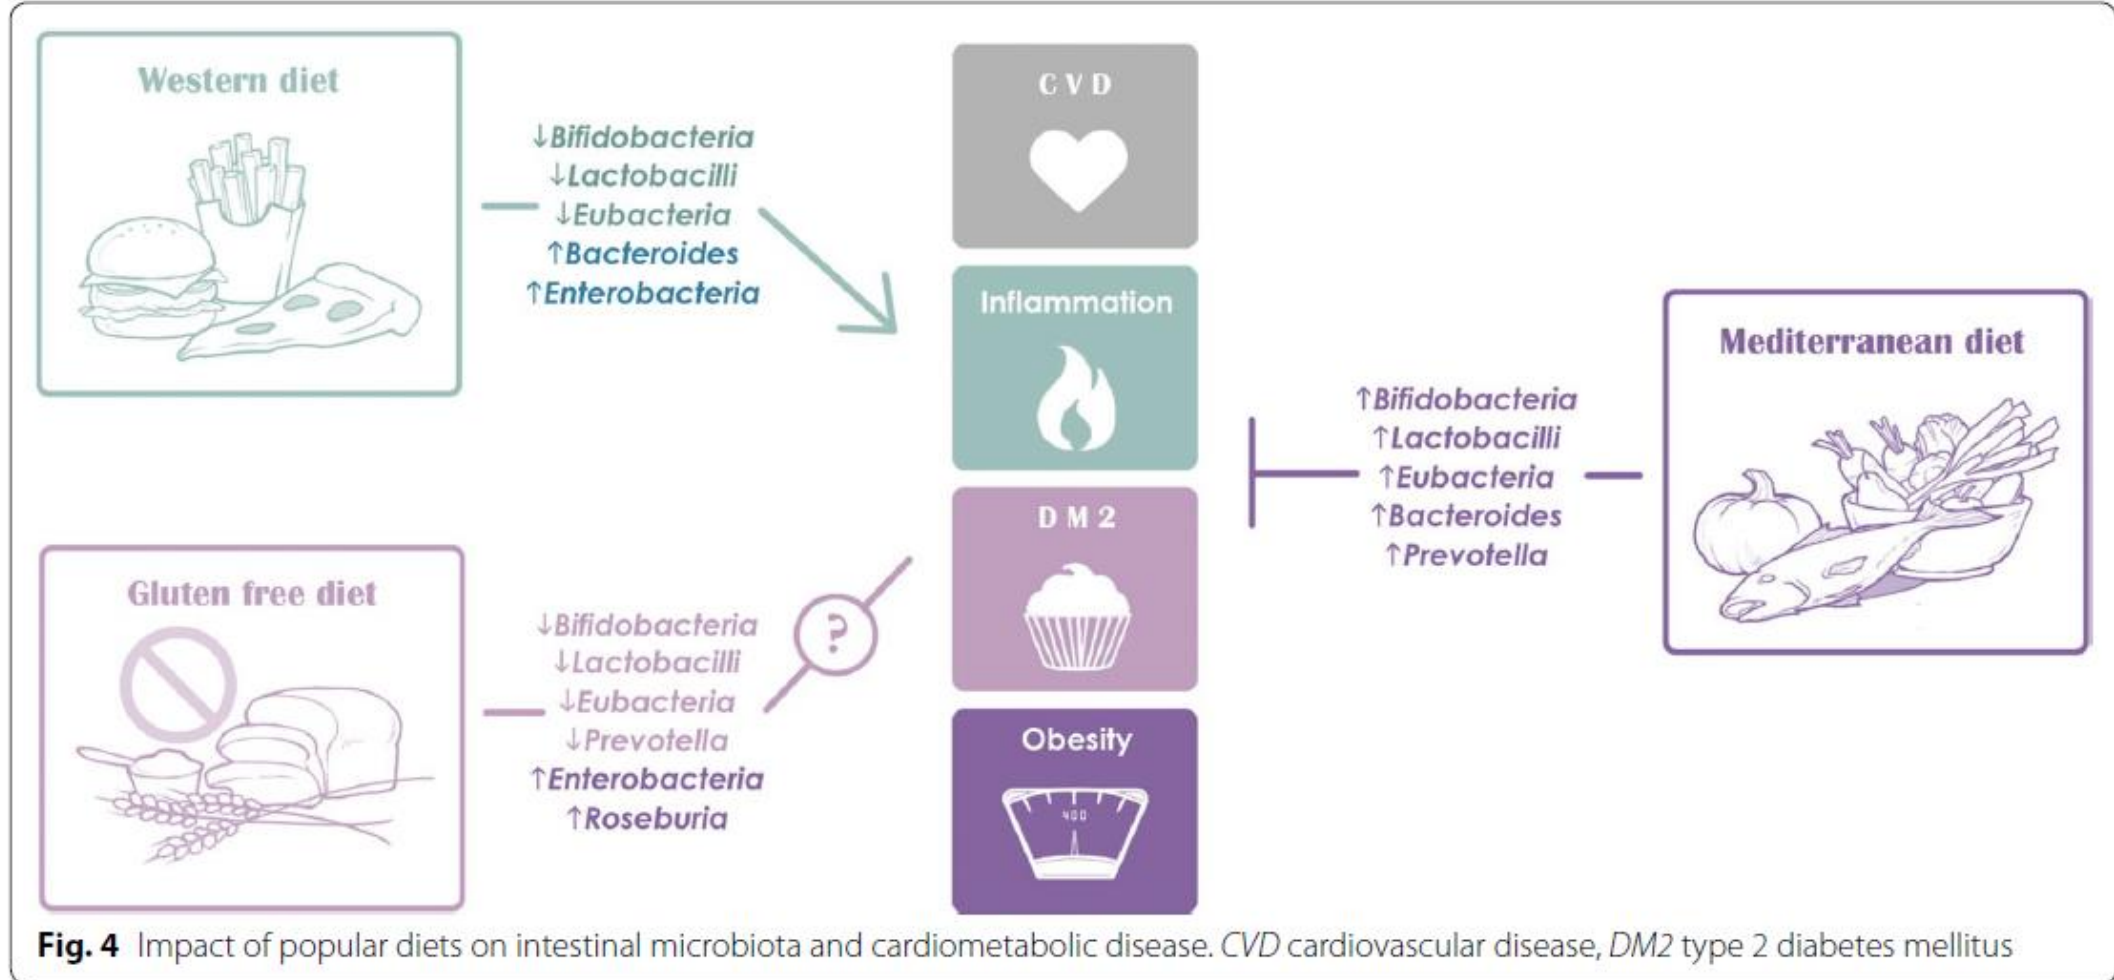 Western diet
↓Bifidobacteria
↓Lactobacilli
↓Eubacteria
↑Bacteroides
↑Enterobacteria
Gluten free diet
↓Bifidobacteria
↓Lactobacilli
↓Eubacteria
↓Prevotella
↑Enterobacteria
↑Roseburia
?
CVD
Inflammation
DM2
Obesity
400
↑Bifidobacteria
↑Lactobacilli
↑Eubacteria
↑Bacteroides
↑Prevotella
Mediterranean diet
Fig. 4 Impact of popular diets on intestinal microbiota and cardiometabolic disease. CVD cardiovascular disease, DM2 type 2 diabetes mellitus